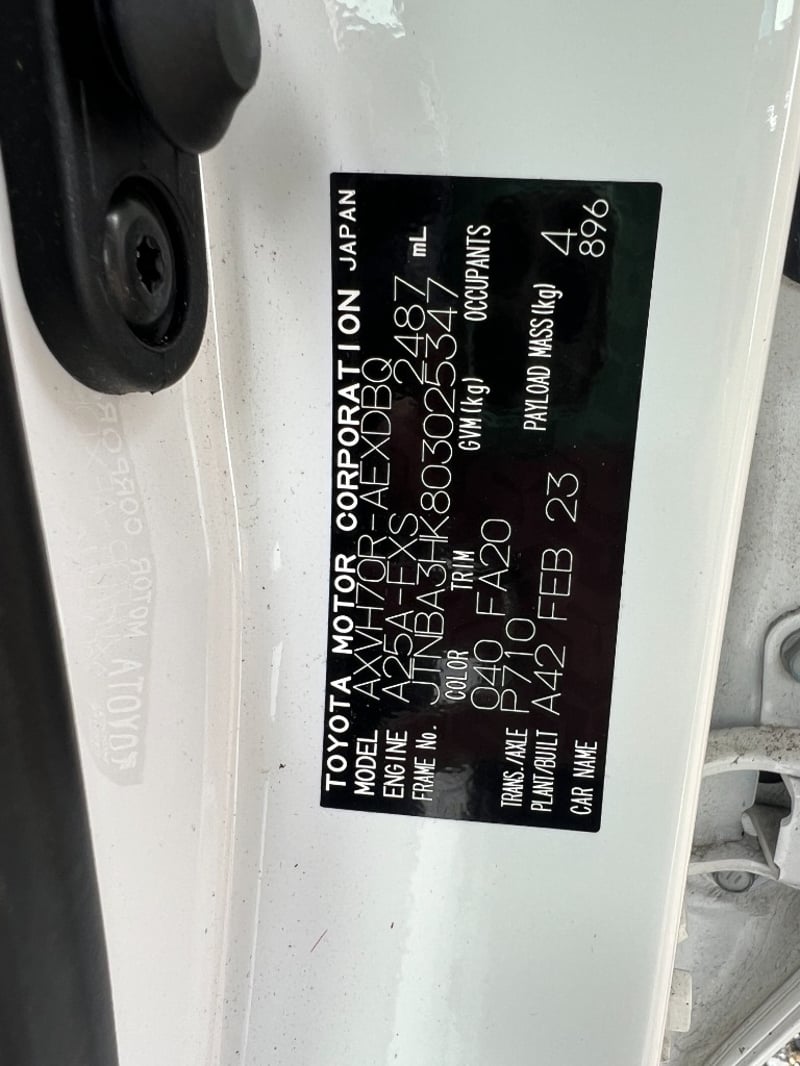 TOYOTA MOTOR CORPORATION JAPAN
MODEL AXVH70R-AEXDBQ
ENGINE A25A-FXS 2487 mL
FRAME No. JTNBA3HK803025347
COLOR TRIM GVM(kg) OCCUPANTS
040 FA20 4
TRANS./AXLE P710 PAYLOAD MASS(kg) 896
PLANT/BUILT A42 FEB 23
CAR NAME